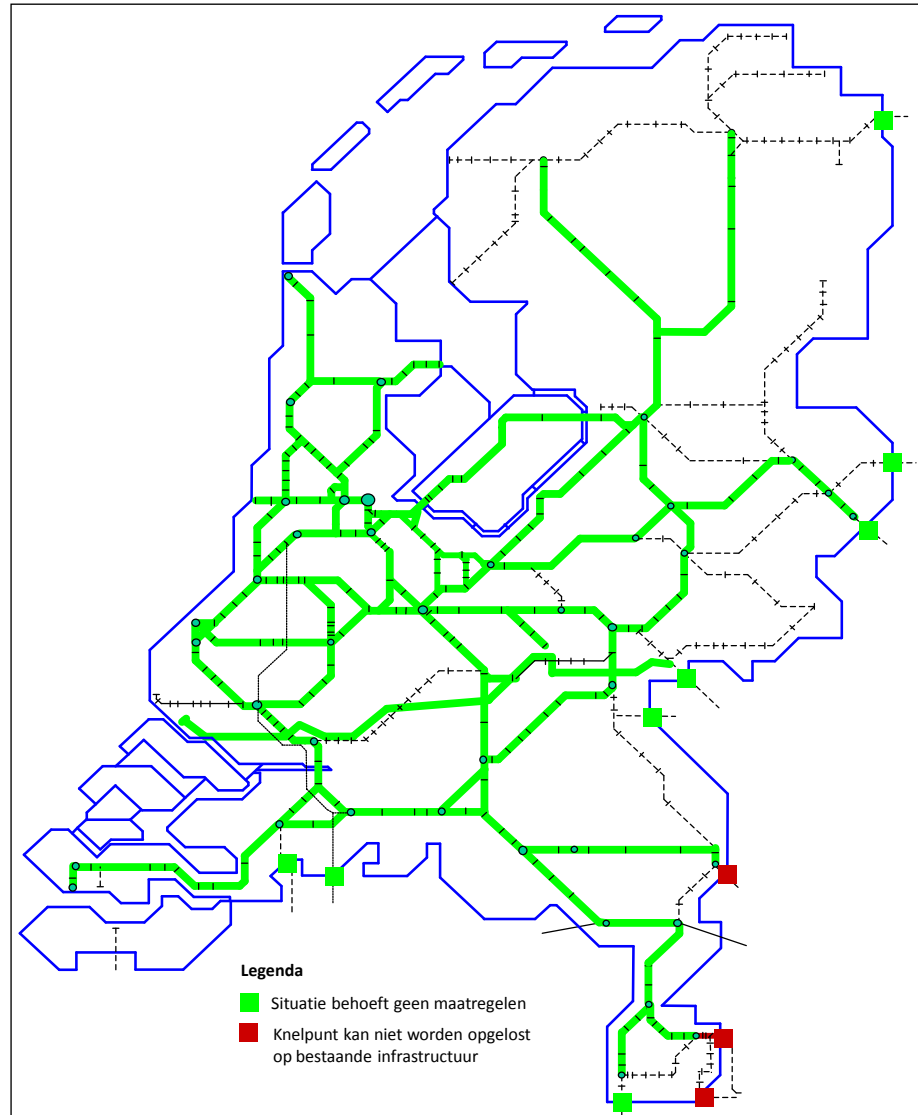 Legenda
Situatie behoeft geen maatregelen
Knelpunt kan niet worden opgelost
op bestaande infrastructuur